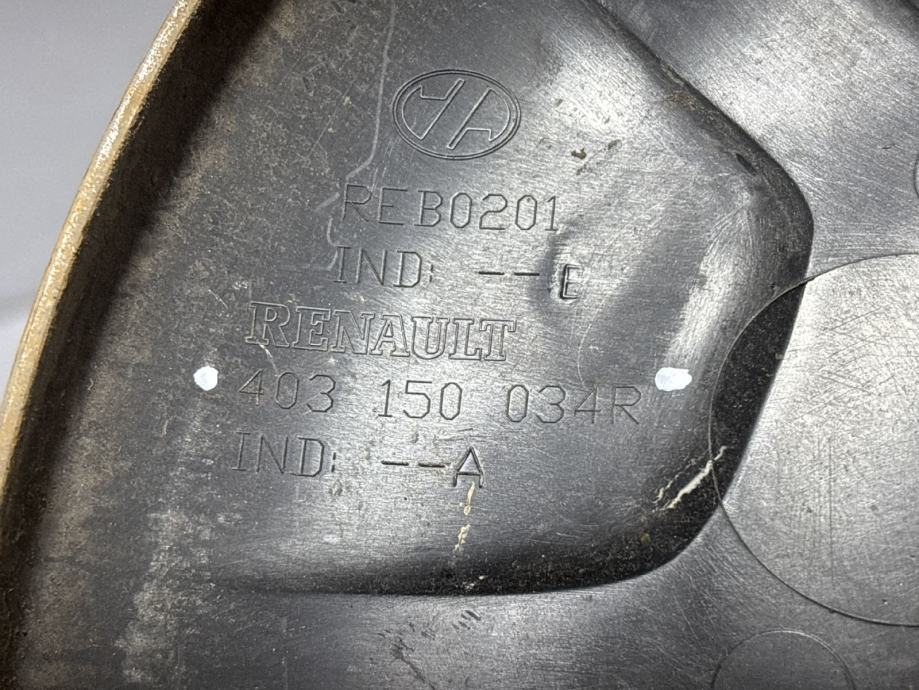 REB0201
IND: --E
RENAULT
403 150 034R
IND: --A